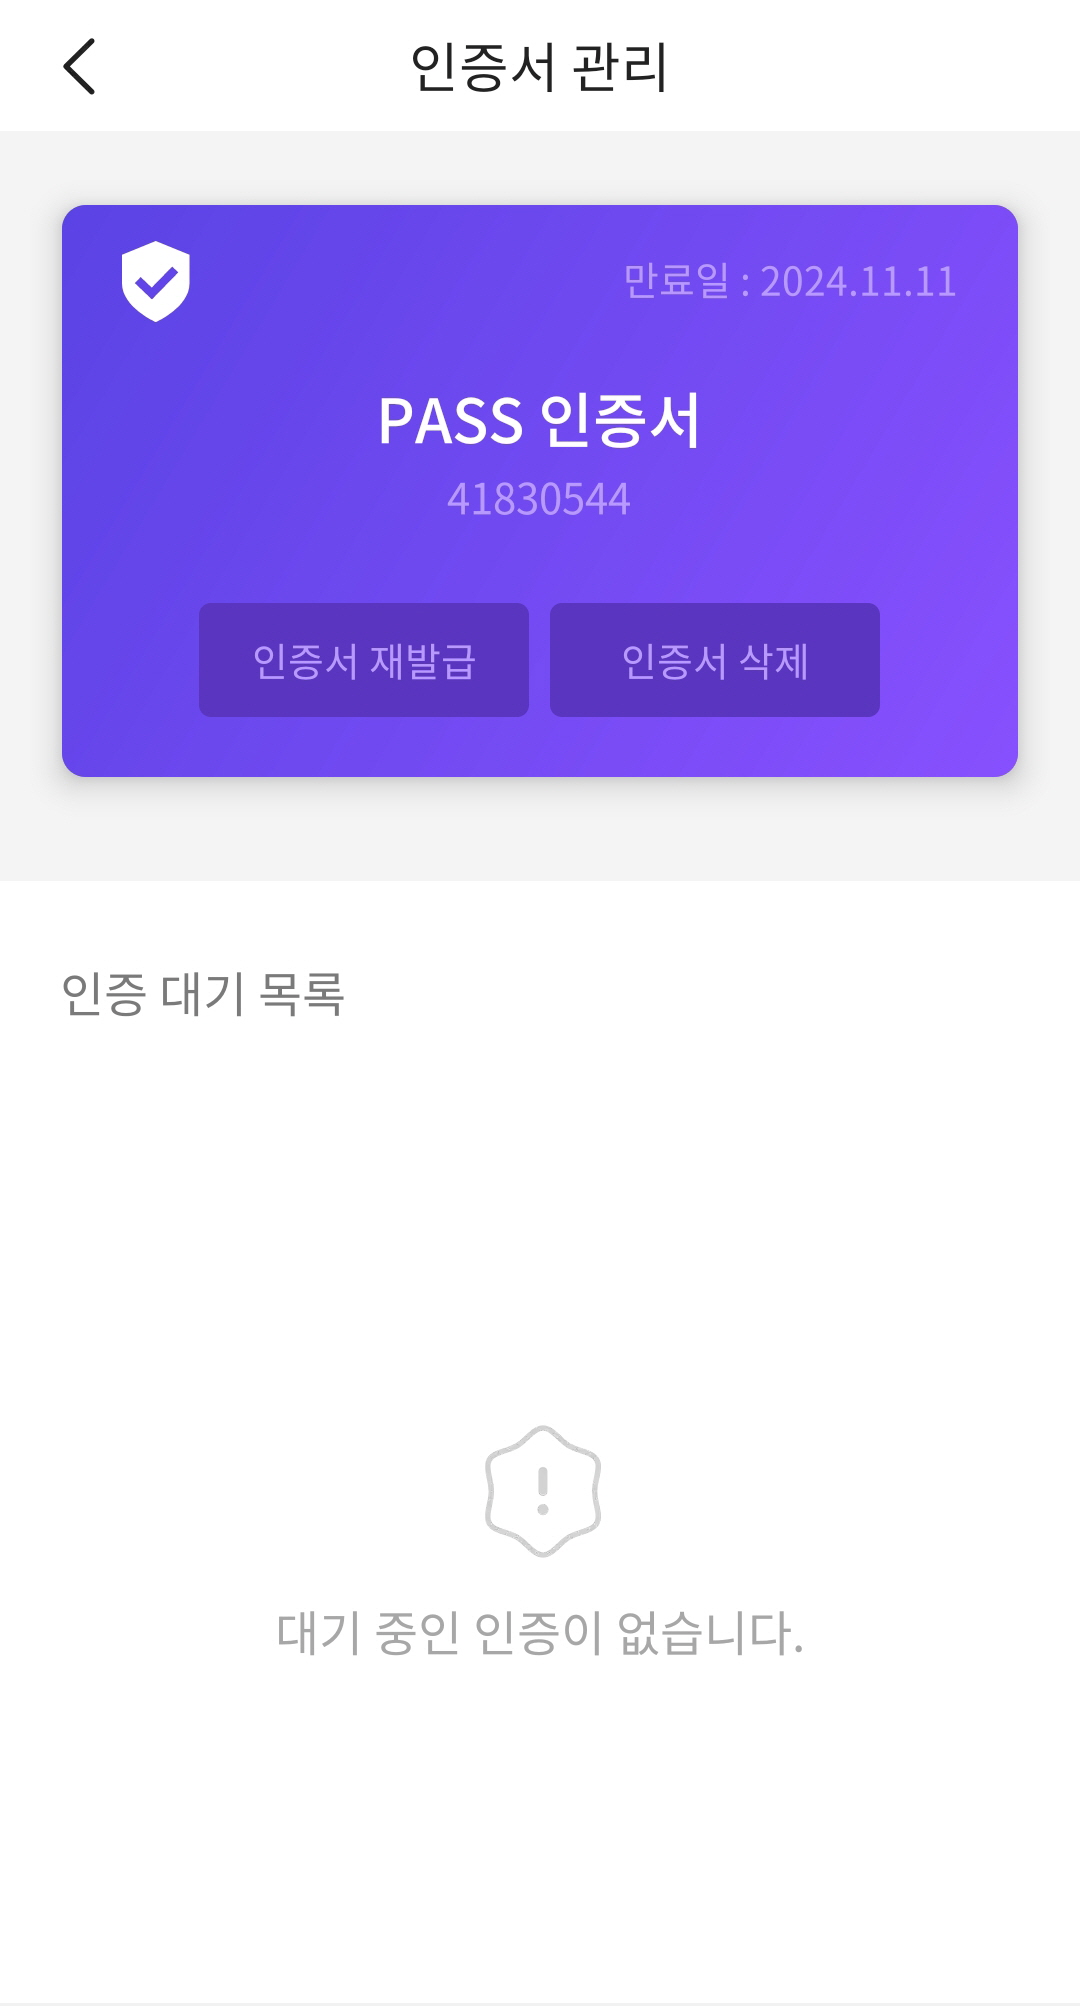 인증서 관리
만료일 : 2024.11.11
PASS 인증서
41830544
인증서 재발급
인증서 삭제
인증 대기 목록
대기 중인 인증이 없습니다.